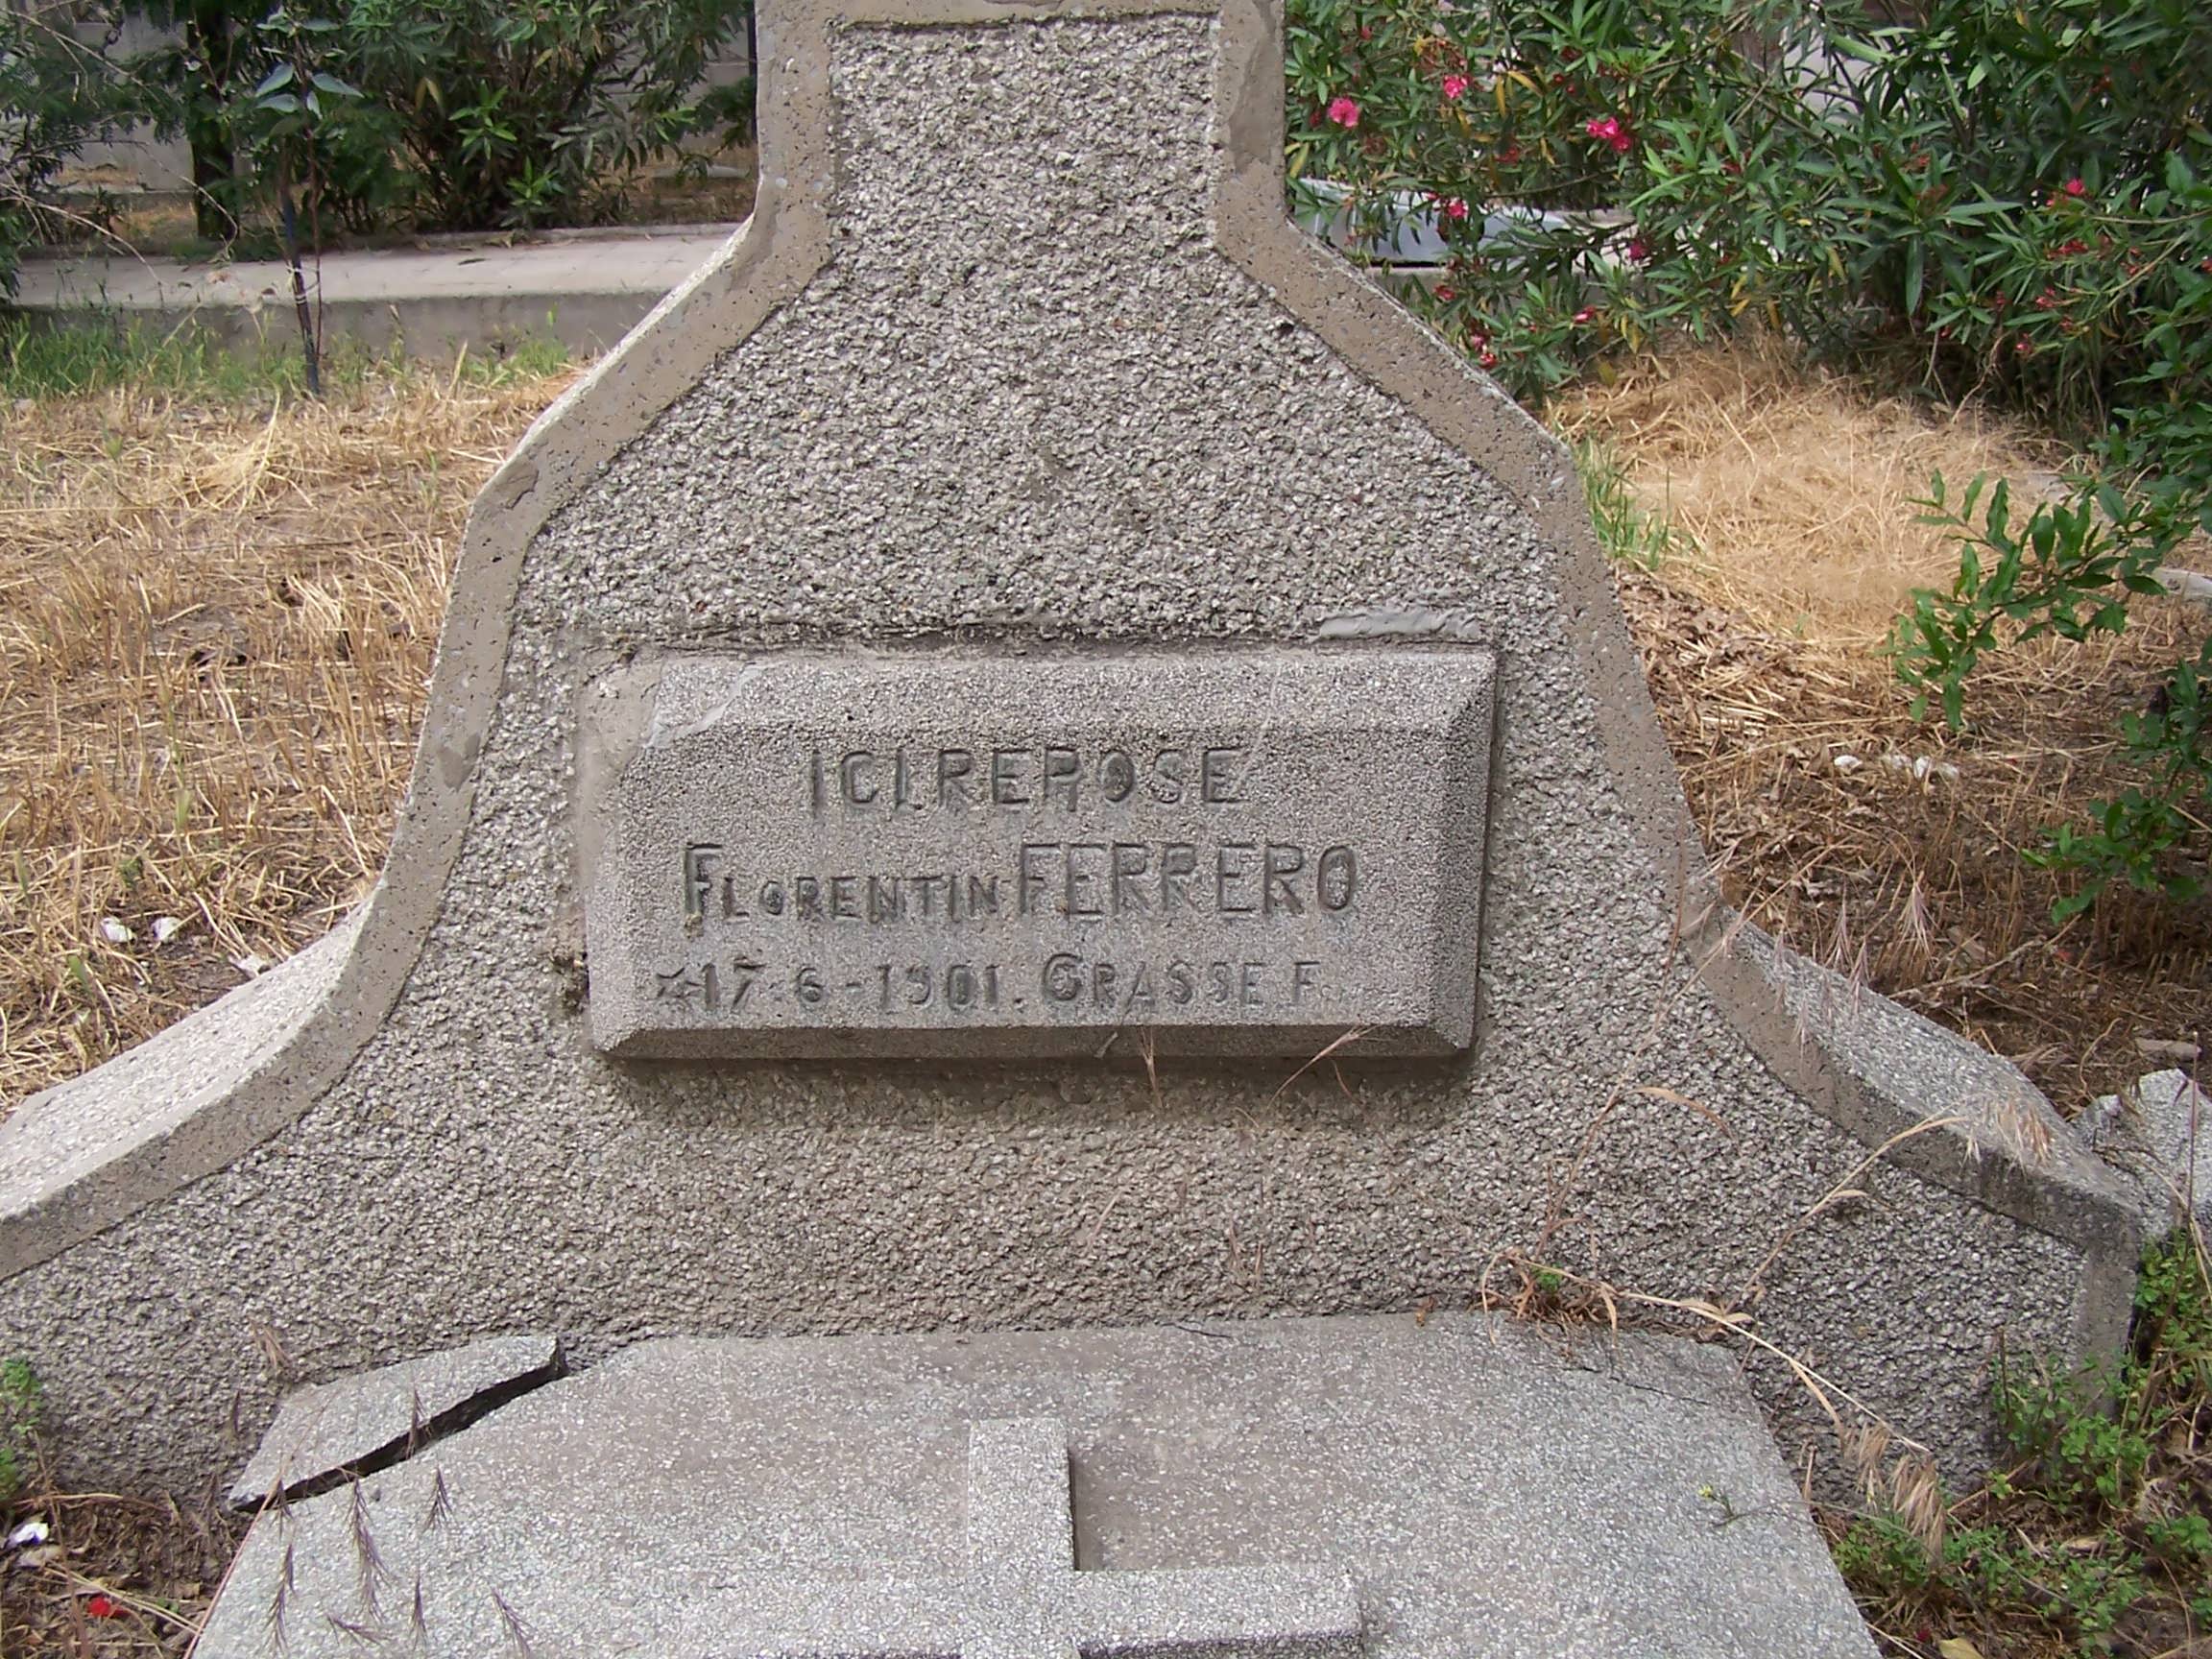 ICI REPOSE
FLORENTIN FERRERO
*17-6-1901. GRASSE F.